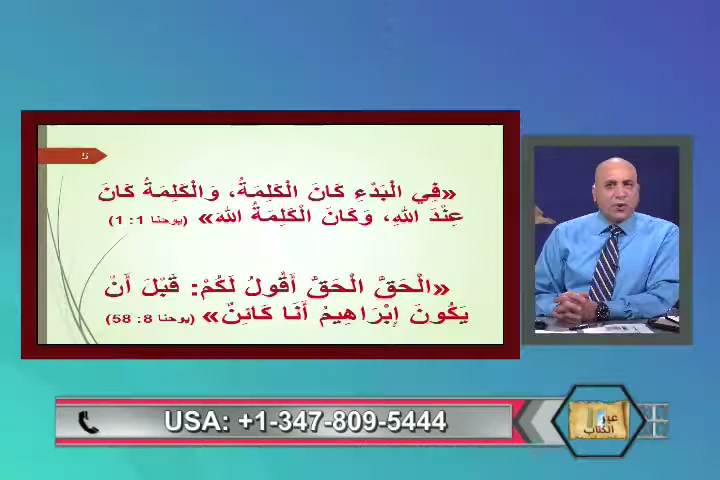 5
«فِي الْبَدْءِ كَانَ الْكَلِمَةُ، وَالْكَلِمَةُ كَانَ
عِنْدَ اللهِ، وَكَانَ الْكَلِمَةُ اللهَ» (يوحنا 1: 1)
«الْحَقَّ الْحَقَّ أَقُولُ لَكُمْ: قَبْلَ أَنْ
يَكُونَ إِبْرَاهِيمُ أَنَا كَائِنٌ» (يوحنا 8: 58)
USA: +1-347-809-5444
عبر
الكتاب